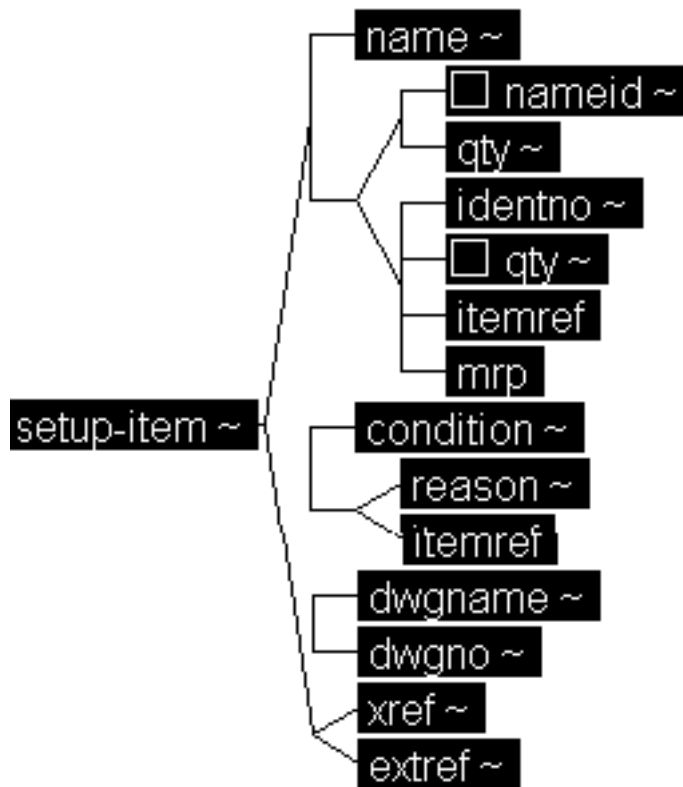 name ~
nameid ~
qty ~
identno ~
qty ~
itemref
mrp
setup-item ~
condition ~
reason ~
itemref
dwgname ~
dwgno ~
xref ~
extref ~